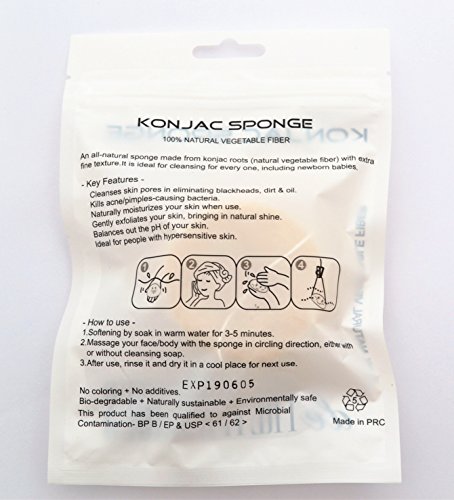 KONJAC SPONGE
100% NATURAL VEGETABLE FIBER
An all-natural sponge made from konjac roots (natural vegetable fiber) with extra
fine texture.It is ideal for cleansing for every one, including newborn babies,
- Key Features -
Cleanses skin pores in eliminating blackheads, dirt & oil.
Kills acne/pimples-causing bacteria.
Naturally moisturizes your skin when use.
Gently exfoliates your skin, bringing in natural shine.
Balances out the pH of your skin.
Ideal for people with hypersensitive skin.
1 2 3 4
- How to use -
1.Softening by soak in warm water for 3-5 minutes.
2.Massage your face/body with the sponge in circling direction, either with
or without cleansing soap.
3.After use, rinse it and dry it in a cool place for next use.
EXP190605
No coloring + No additives.
Bio-degradable + Naturally sustainable + Environmentally safe
This product has been qualified to against Microbial
Contamination- BP B / EP & USP < 61 / 62 >
5
Made in PRC